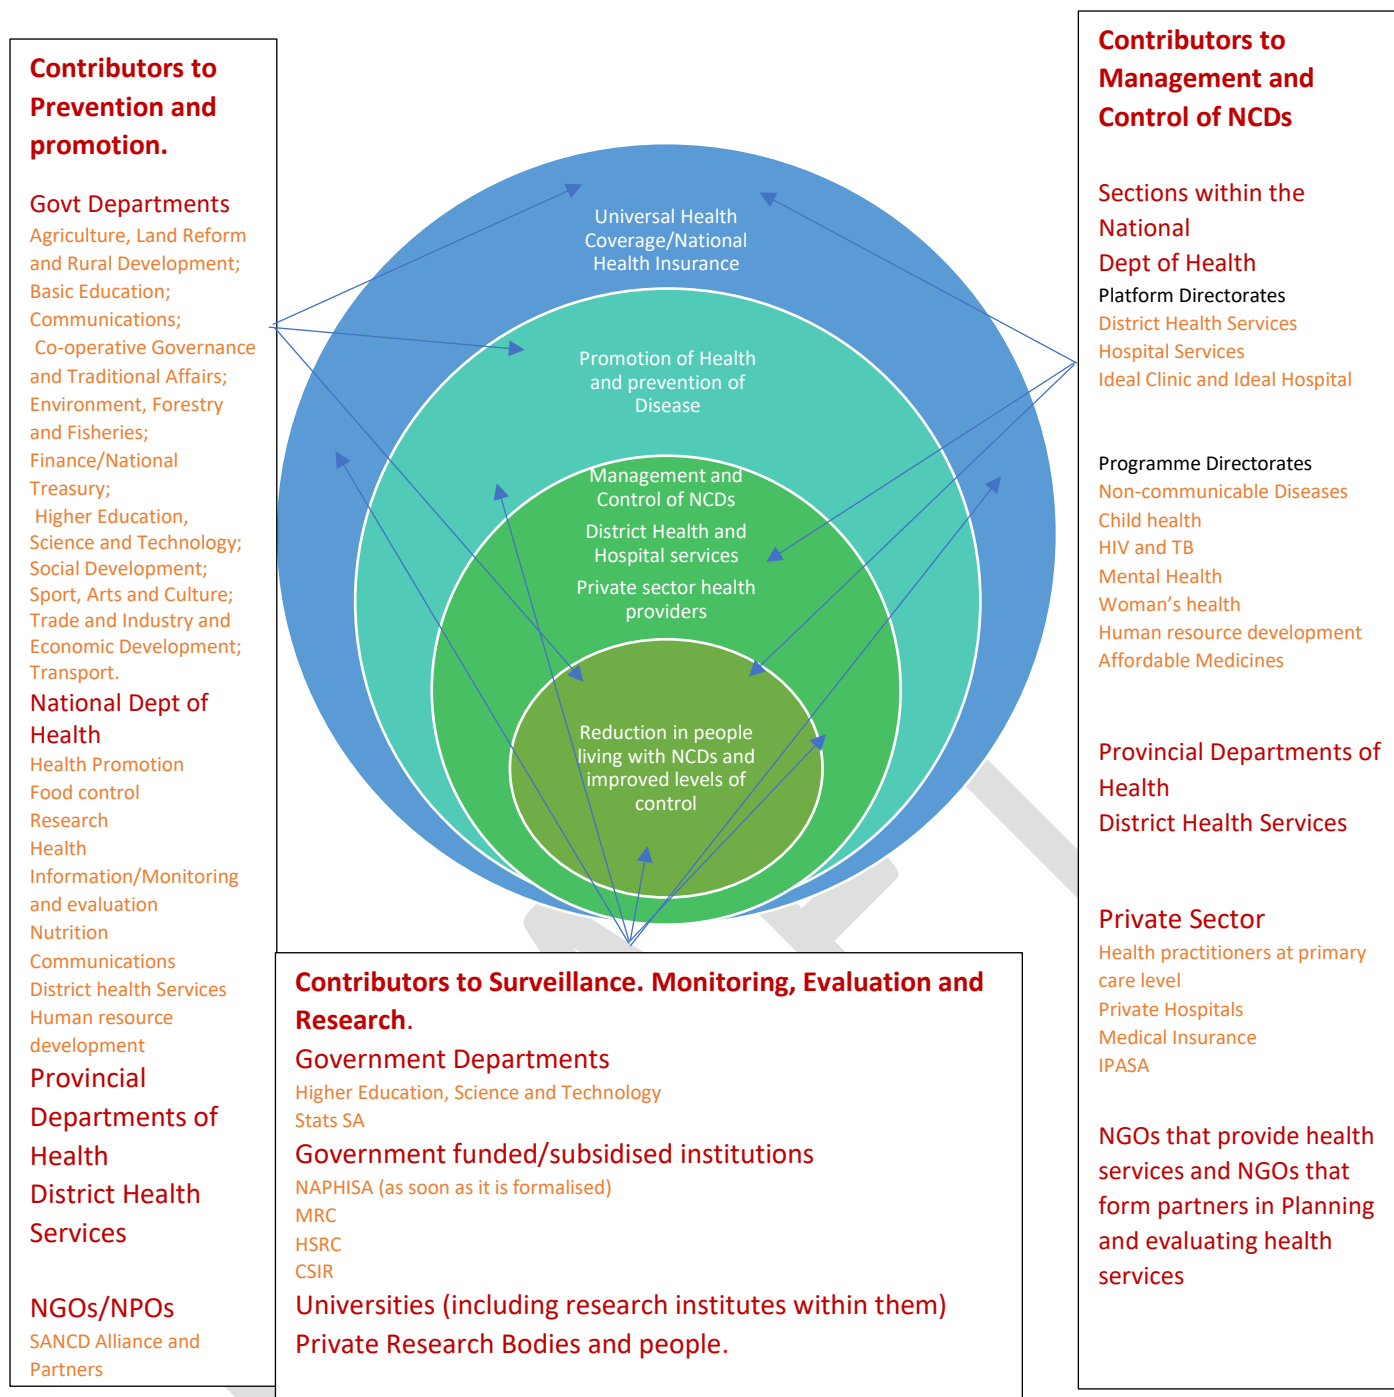 Contributors to
Prevention and
promotion.
Govt Departments
Agriculture, Land Reform
and Rural Development;
Basic Education;
Communications;
Co-operative Governance
and Traditional Affairs;
Environment, Forestry
and Fisheries;
Finance/National
Treasury;
Higher Education,
Science and Technology;
Social Development;
Sport, Arts and Culture;
Trade and Industry and
Economic Development;
Transport.
National Dept of
Health
Health Promotion
Food control
Research
Health
Information/Monitoring
and evaluation
Nutrition
Communications
District health Services
Human resource
development
Provincial
Departments of
Health
District Health
Services
NGOs/NPOs
SANCD Alliance and
Partners
Universal Health
Coverage/National
Health Insurance
Promotion of Health
and prevention of
Disease
Management and
Control of NCDs
District Health and
Hospital services
Private sector health
providers
Reduction in people
living with NCDs and
improved levels of
control
Contributors to Surveillance. Monitoring, Evaluation and
Research.
Government Departments
Higher Education, Science and Technology
Stats SA
Government funded/subsidised institutions
NAPHISA (as soon as it is formalised)
MRC
HSRC
CSIR
Universities (including research institutes within them)
Private Research Bodies and people.
Contributors to
Management and
Control of NCDs
Sections within the
National
Dept of Health
Platform Directorates
District Health Services
Hospital Services
Ideal Clinic and Ideal Hospital
Programme Directorates
Non-communicable Diseases
Child health
HIV and TB
Mental Health
Woman's health
Human resource development
Affordable Medicines
Provincial Departments of
Health
District Health Services
Private Sector
Health practitioners at primary
care level
Private Hospitals
Medical Insurance
IPASA
NGOs that provide health
services and NGOs that
form partners in Planning
and evaluating health
services